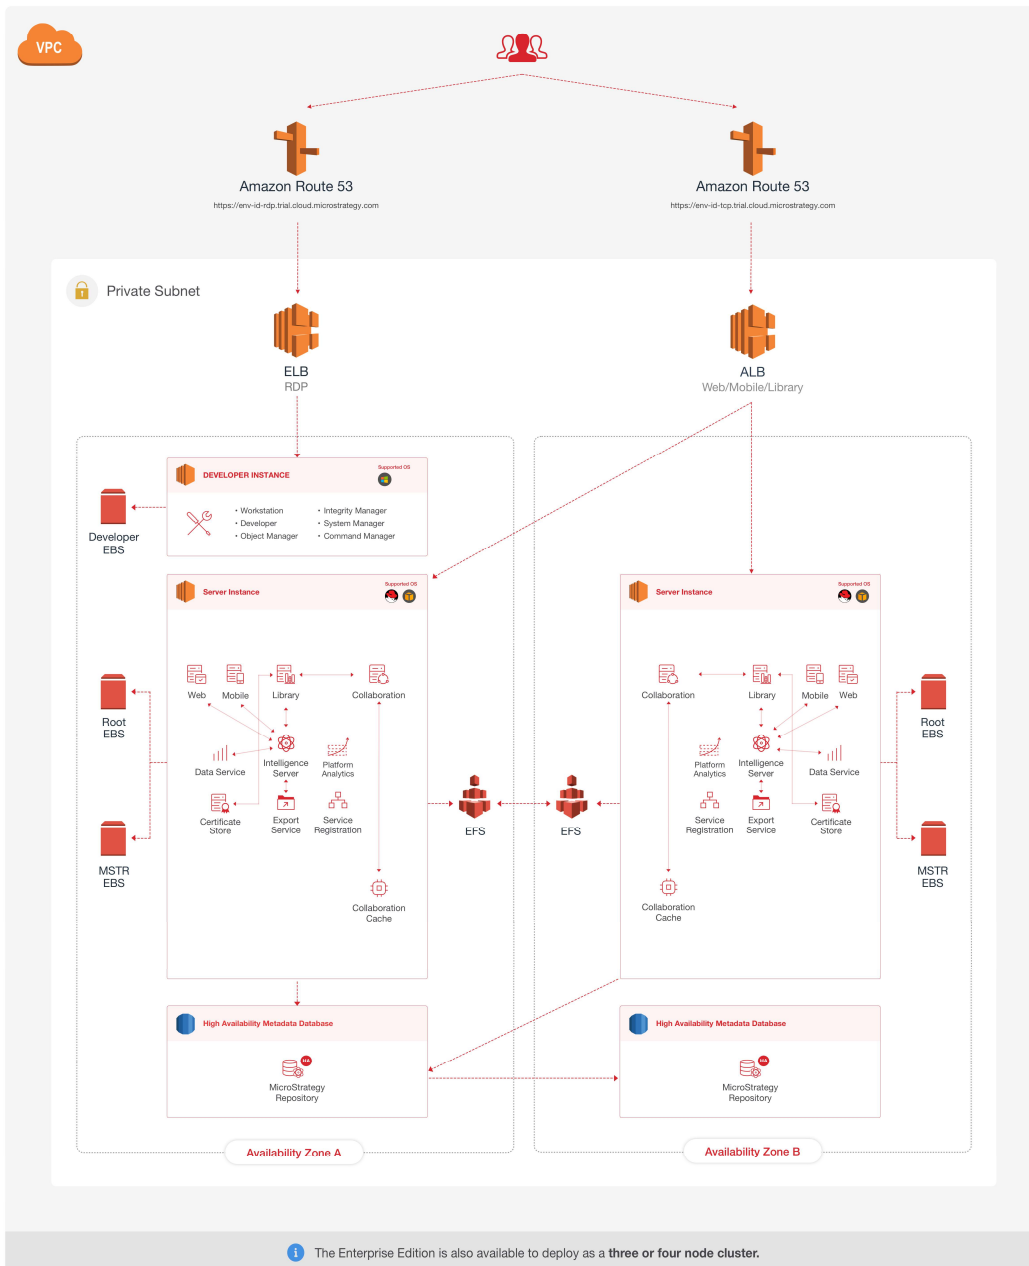 VPC
Amazon Route 53
https://env-id-rdp.trial.cloud.microstrategy.com
Amazon Route 53
https://env-id-tcp.trial.cloud.microstrategy.com
Private Subnet
ELB
RDP
ALB
Web/Mobile/Library
DEVELOPER INSTANCE
Supported OS
• Workstation
• Developer
• Object Manager
• Integrity Manager
• System Manager
• Command Manager
Developer
EBS
Server Instance
Supported OS
Web
Mobile
Library
Collaboration
Root
EBS
Data Service
Intelligence
Server
Platform
Analytics
Certificate
Store
Export
Service
Service
Registration
MSTR
EBS
Collaboration
Cache
EFS
EFS
Server Instance
Supported OS
Collaboration
Library
Mobile
Web
Root
EBS
Platform
Analytics
Intelligence
Server
Data Service
Service
Registration
Export
Service
Certificate
Store
MSTR
EBS
Collaboration
Cache
High Availability Metadata Database
HA
MicroStrategy
Repository
High Availability Metadata Database
HA
MicroStrategy
Repository
Availability Zone A
Availability Zone B
i
The Enterprise Edition is also available to deploy as a three or four node cluster.